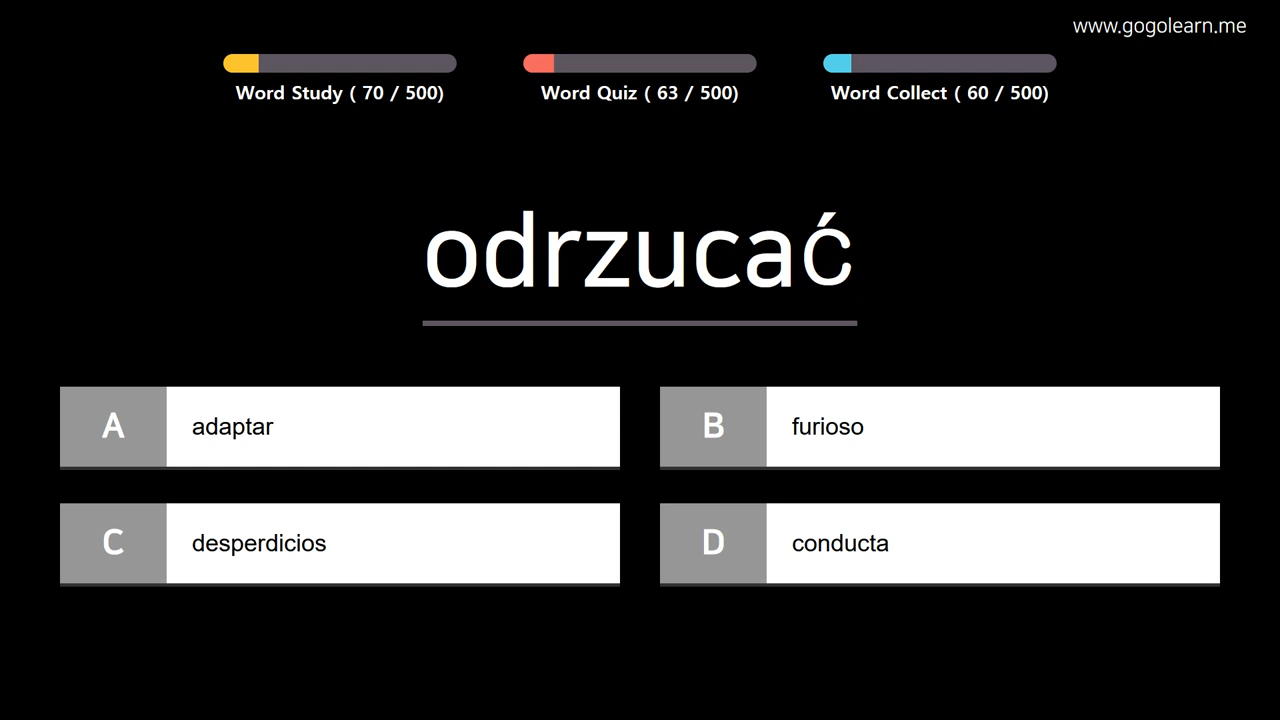 www.gogolearn.me
Word Study ( 70 / 500)
Word Quiz ( 63 / 500)
Word Collect ( 60 / 500)
odrzucać
A adaptar
B furioso
C desperdicios
D conducta